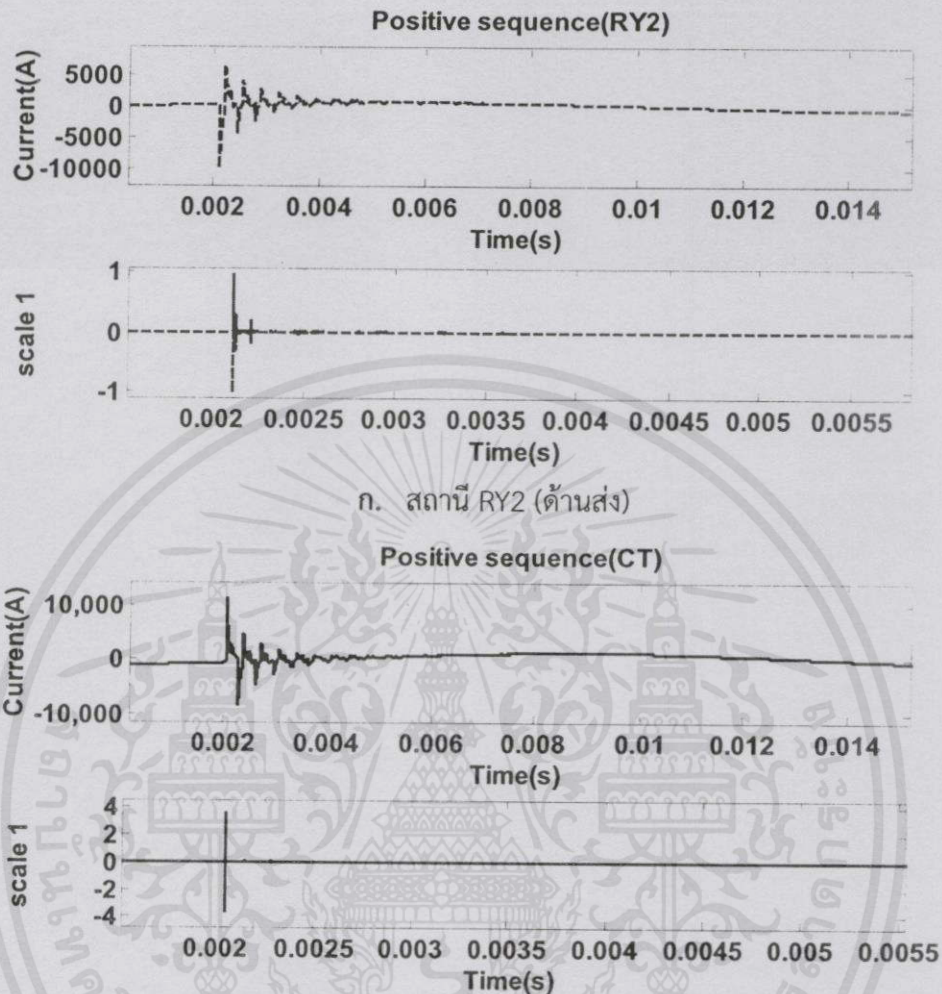 Positive sequence(RY2)
Current(A)
5000
0
-5000
-10000
0.002 0.004 0.006 0.008 0.01 0.012 0.014
Time(s)
scale 1
1
0
-1
0.002 0.0025 0.003 0.0035 0.004 0.0045 0.005 0.0055
Time(s)
ก. สถานี RY2 (ด้านส่ง)
Positive sequence(CT)
Current(A)
10,000
0
-10,000
0.002 0.004 0.006 0.008 0.01 0.012 0.014
Time(s)
scale 1
4
2
0
-2
-4
0.002 0.0025 0.003 0.0035 0.004 0.0045 0.005 0.0055
Time(s)